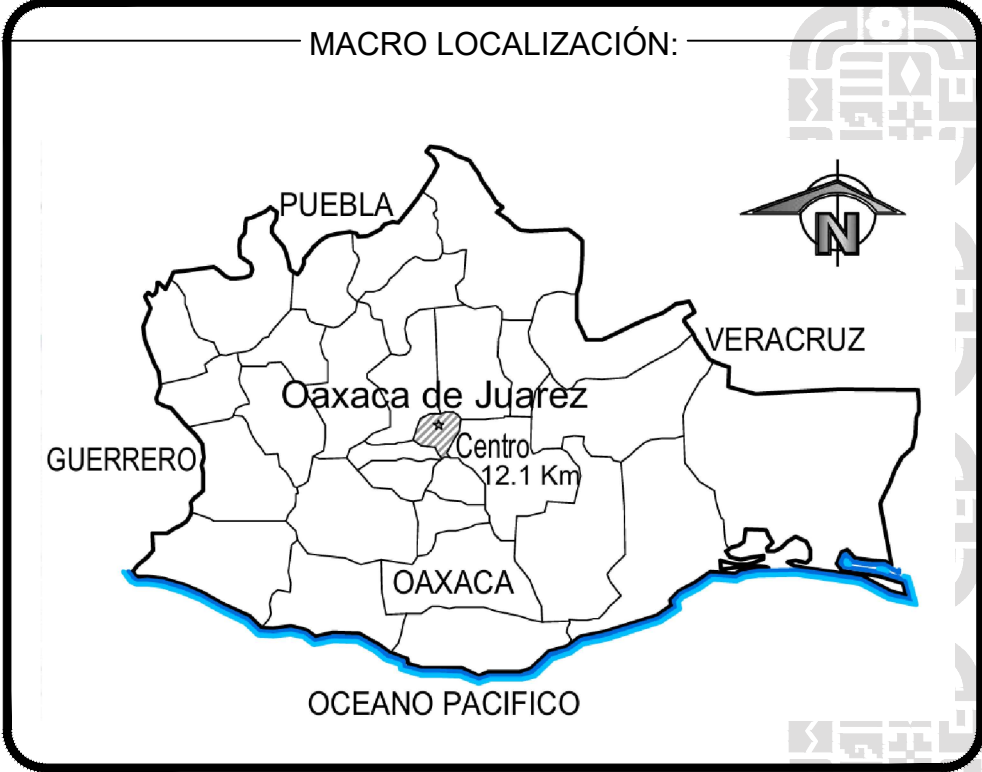 MACRO LOCALIZACIÓN:
PUEBLA
N
VERACRUZ
Oaxaca de Juarez
Centro
GUERRERO
12.1 Km
OAXACA
OCEANO PACIFICO